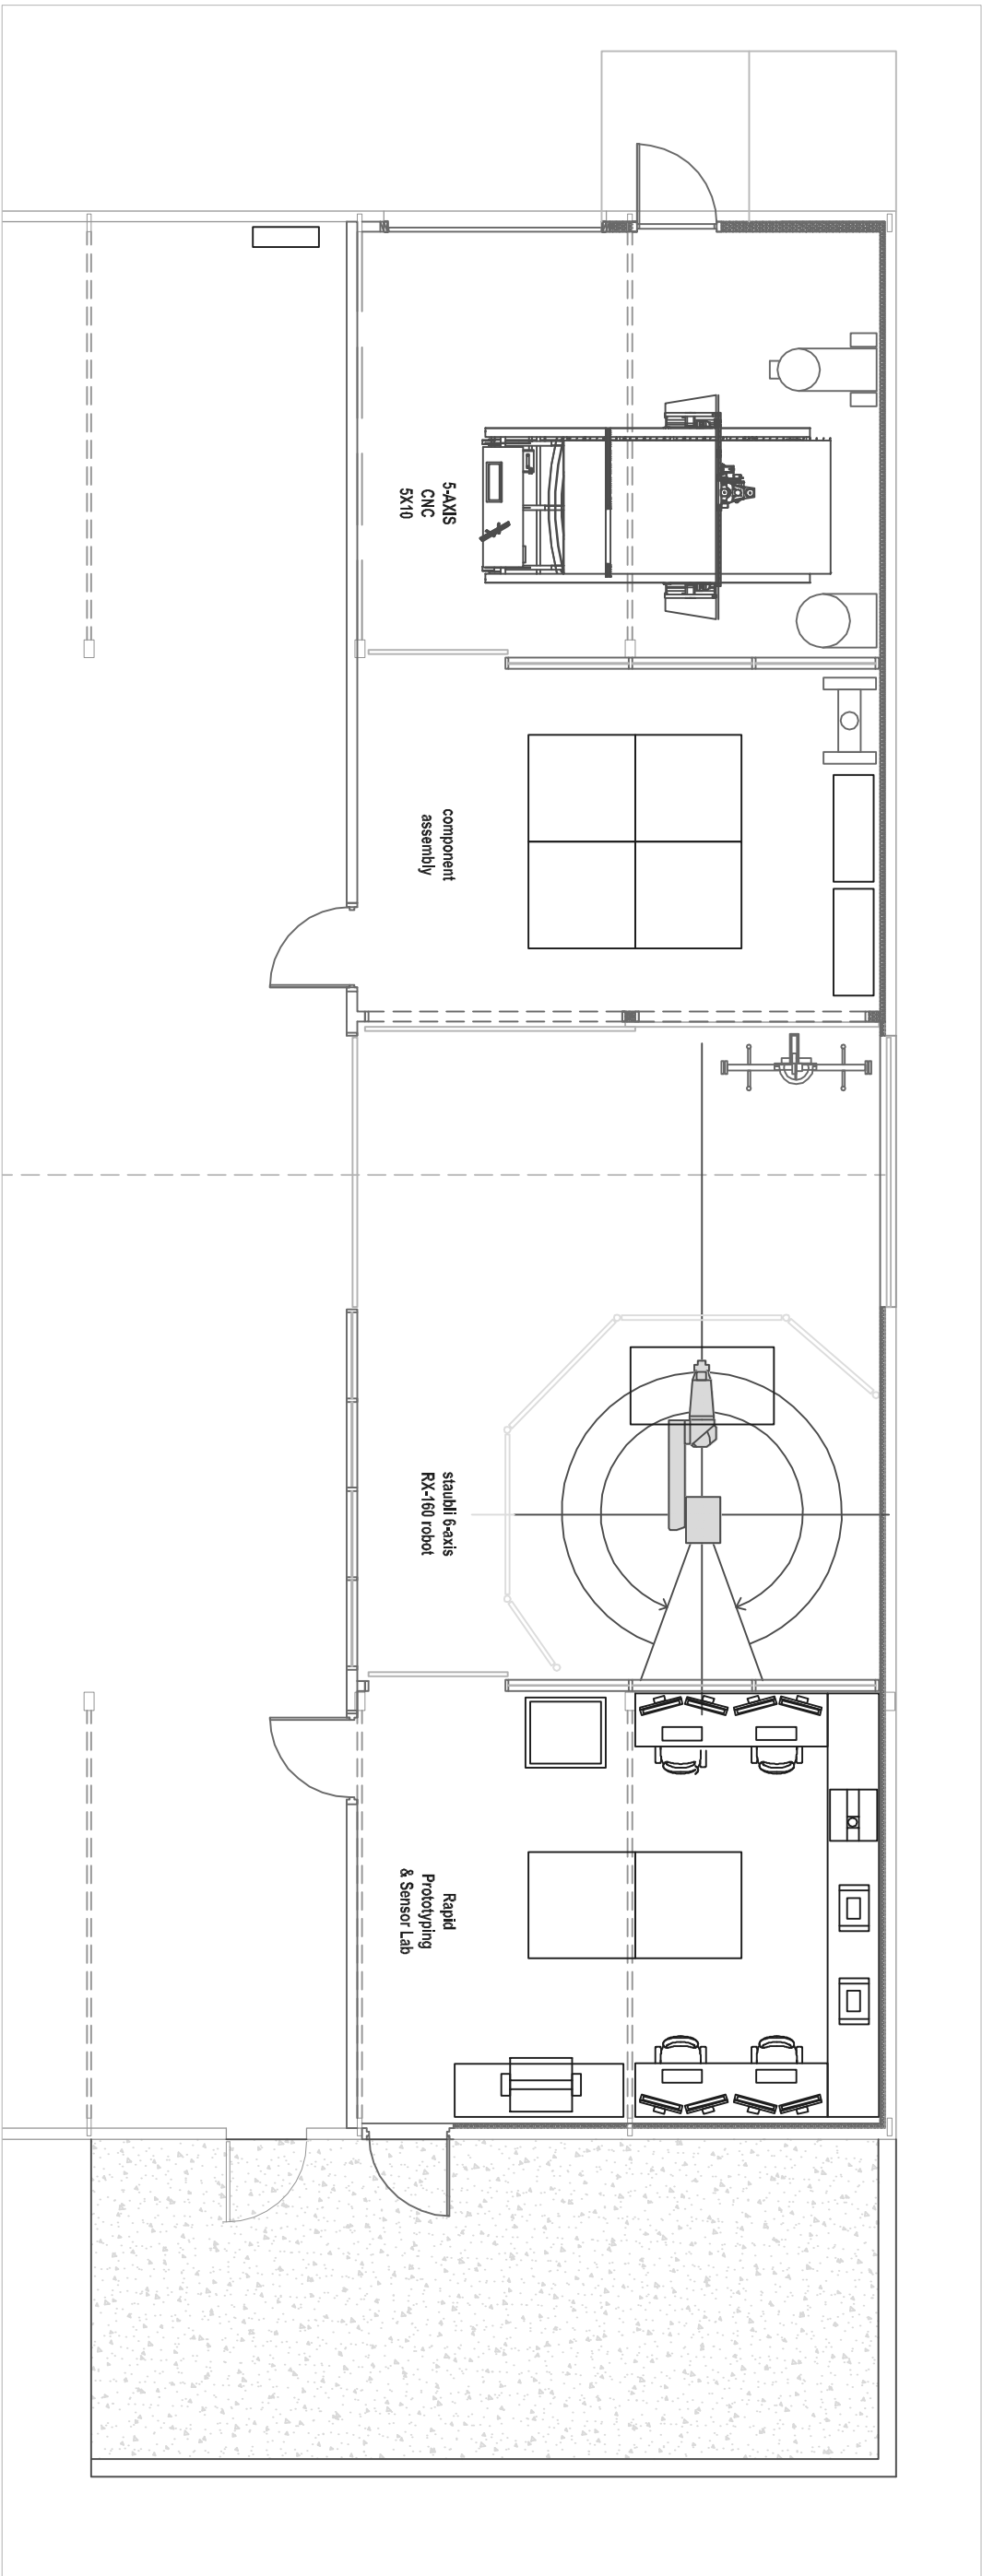 5-AXIS
CNC
5X10
component
assembly
staubli 6-axis
RX-160 robot
Rapid
Prototyping
& Sensor Lab